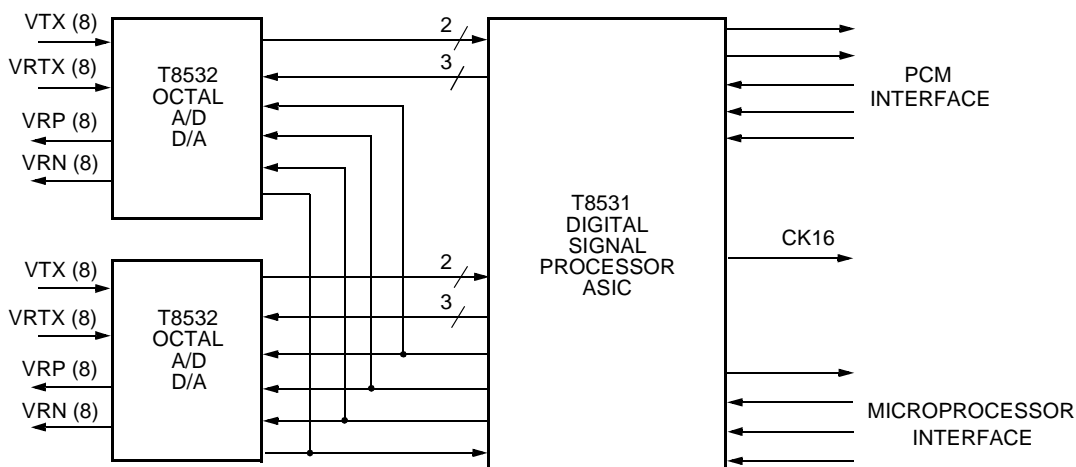 VTX (8)
VRTX (8)
VRP (8)
VRN (8)
T8532
OCTAL
A/D
D/A
2
3
VTX (8)
VRTX (8)
VRP (8)
VRN (8)
T8532
OCTAL
A/D
D/A
2
3
T8531
DIGITAL
SIGNAL
PROCESSOR
ASIC
PCM
INTERFACE
CK16
MICROPROCESSOR
INTERFACE